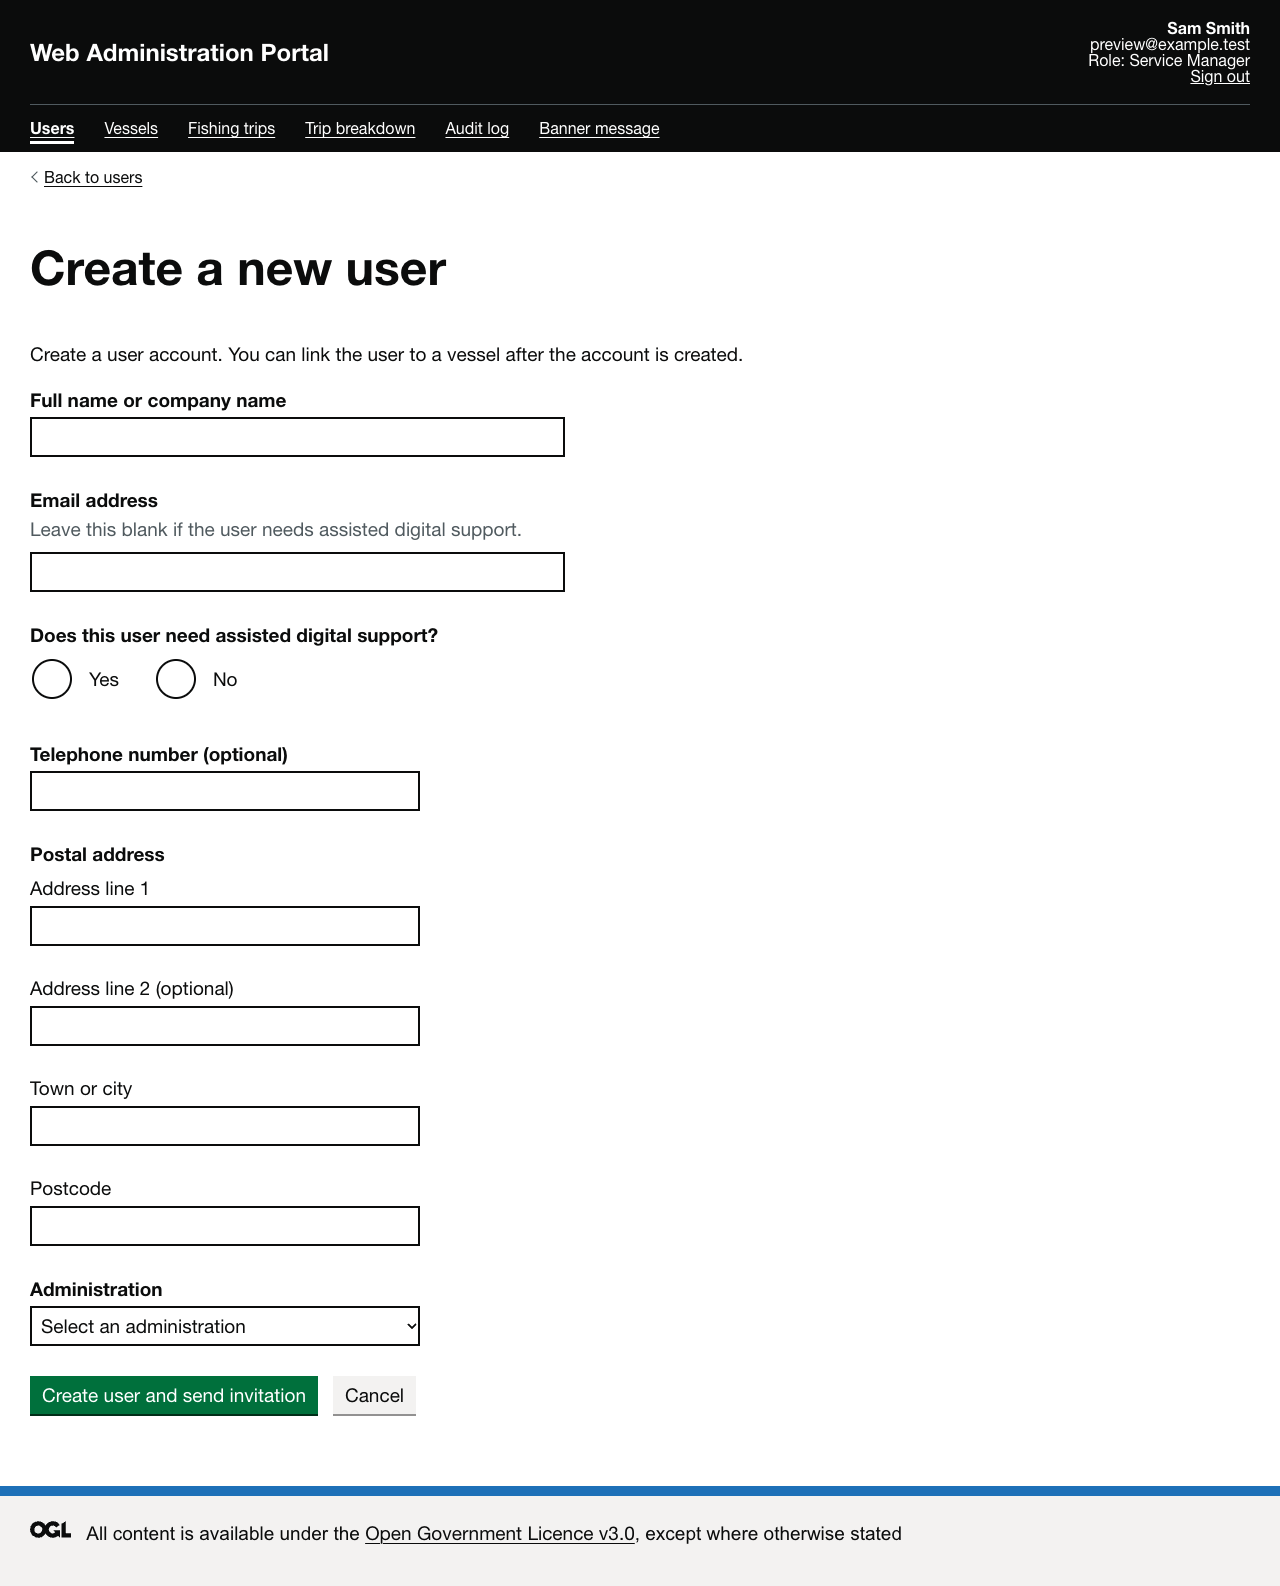 Web Administration Portal
Sam Smith
preview@example.test
Role: Service Manager
Sign out
Users
Vessels
Fishing trips
Trip breakdown
Audit log
Banner message
Back to users
Create a new user
Create a user account. You can link the user to a vessel after the account is created.
Full name or company name
Email address
Leave this blank if the user needs assisted digital support.
Does this user need assisted digital support?
Yes
No
Telephone number (optional)
Postal address
Address line 1
Address line 2 (optional)
Town or city
Postcode
Administration
Select an administration
Create user and send invitation
Cancel
OGL
All content is available under the Open Government Licence v3.0, except where otherwise stated